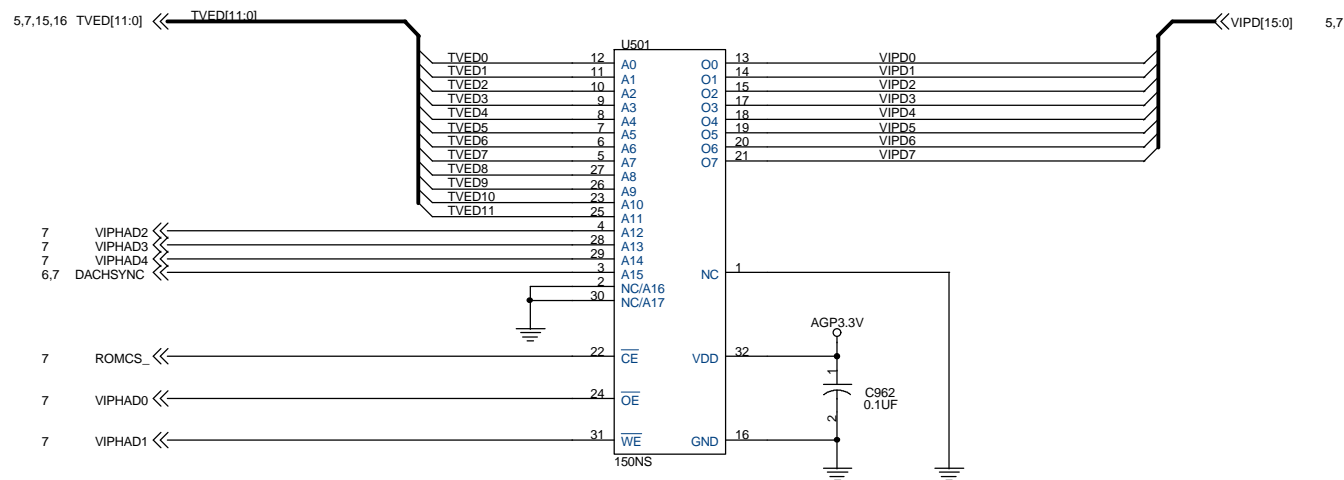 5,7,15,16 TVED[11:0] TVED[11:0] VIPD[15:0] 5,7
U501
TVED0 12 A0 O0 13 VIPD0
TVED1 11 A1 O1 14 VIPD1
TVED2 10 A2 O2 15 VIPD2
TVED3 9 A3 O3 17 VIPD3
TVED4 8 A4 O4 18 VIPD4
TVED5 7 A5 O5 19 VIPD5
TVED6 6 A6 O6 20 VIPD6
TVED7 5 A7 O7 21 VIPD7
TVED8 27 A8
TVED9 26 A9
TVED10 23 A10
TVED11 25 A11
7 VIPHAD2 4 A12
7 VIPHAD3 28 A13
7 VIPHAD4 29 A14
6,7 DACHSYNC 3 A15 NC 1
2 NC/A16
30 NC/A17
AGP3.3V
7 ROMCS_ 22 CE VDD 32
1
C962
0.1UF
2
7 VIPHAD0 24 OE
7 VIPHAD1 31 WE GND 16
150NS